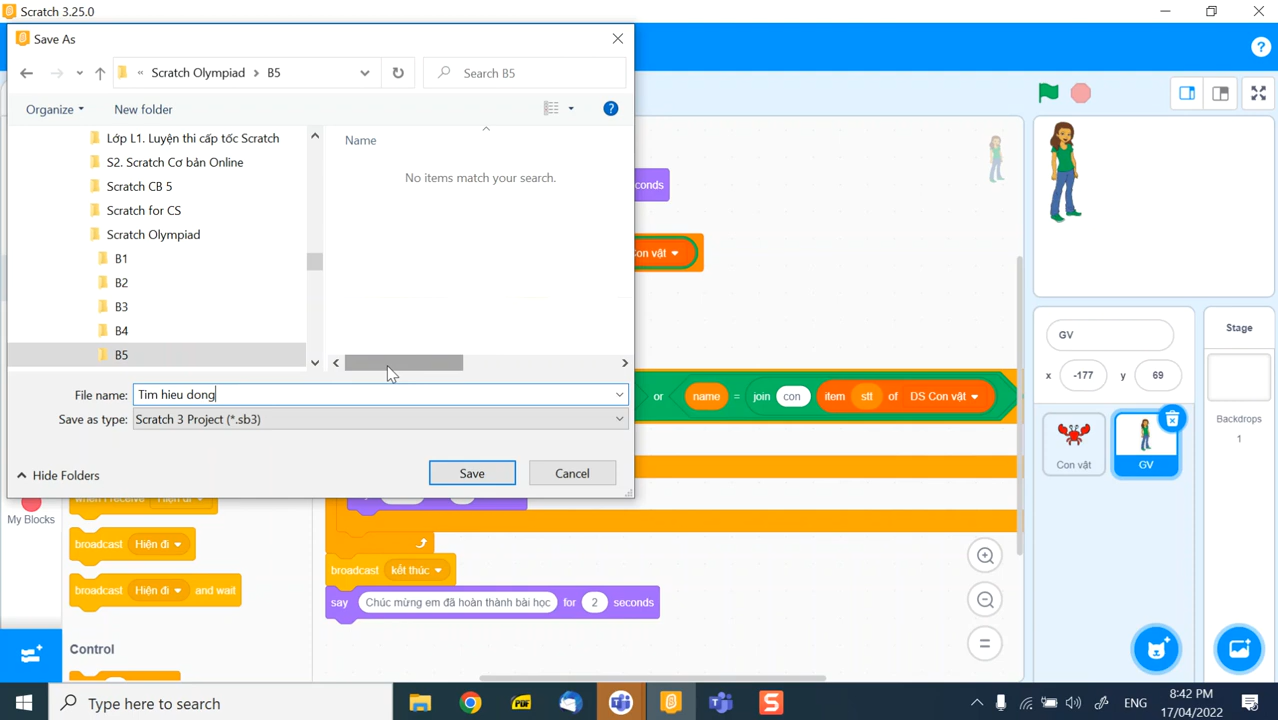 Scratch 3.25.0
Save As
« Scratch Olympiad > B5
Search B5
Organize
New folder
Name
No items match your search.
Lớp L1. Luyện thi cấp tốc Scratch
S2. Scratch Cơ bản Online
Scratch CB 5
Scratch for CS
Scratch Olympiad
B1
B2
B3
B4
B5
File name: Tim hieu dong
Save as type: Scratch 3 Project (*.sb3)
Hide Folders
Save
Cancel
My Blocks
broadcast Hiện đi
broadcast Hiện đi and wait
Control
or name = join con item stt of DS Con vật
broadcast kết thúc
say Chúc mừng em đã hoàn thành bài học for 2 seconds
GV
x -177 y 69
Con vật
GV
Stage
Backdrops
1
Type here to search
PDF
ENG
8:42 PM
17/04/2022